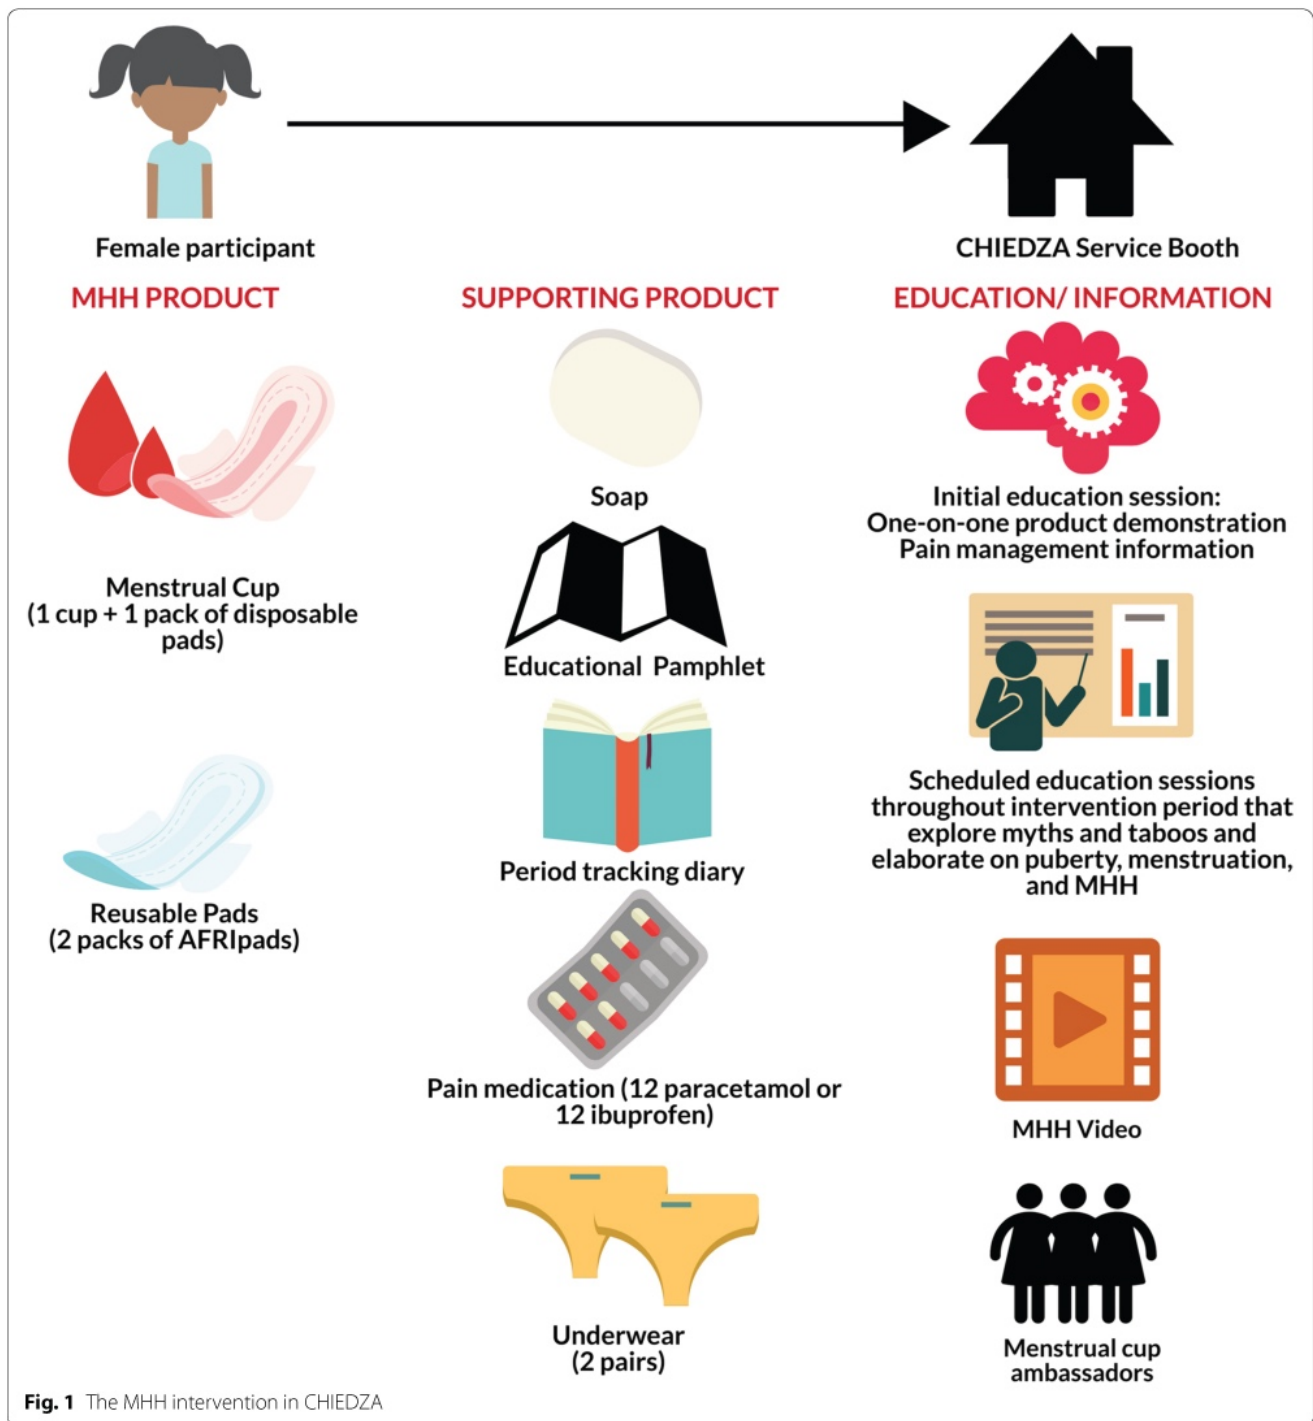 Female participant
CHIEDZA Service Booth
MHH PRODUCT
Menstrual Cup
(1 cup + 1 pack of disposable
pads)
Reusable Pads
(2 packs of AFRIpads)
SUPPORTING PRODUCT
Soap
Educational Pamphlet
Period tracking diary
Pain medication (12 paracetamol or
12 ibuprofen)
Underwear
(2 pairs)
EDUCATION/ INFORMATION
Initial education session:
One-on-one product demonstration
Pain management information
Scheduled education sessions
throughout intervention period that
explore myths and taboos and
elaborate on puberty, menstruation,
and MHH
MHH Video
Menstrual cup
ambassadors
Fig. 1 The MHH intervention in CHIEDZA